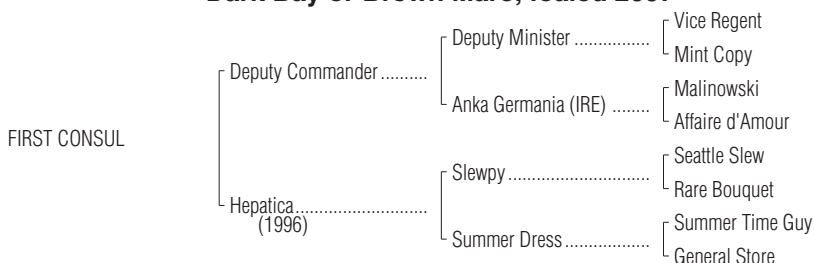 Dark Bay or Brown Mare; foaled 2007
Vice Regent
Deputy Minister ................
Mint Copy
Deputy Commander ..........
Malinowski
Anka Germania (IRE) ........
Affaire d'Amour
FIRST CONSUL
Seattle Slew
Slewpy ..............................
Rare Bouquet
Hepatica ............................
(1996)
Summer Time Guy
Summer Dress ..................
General Store